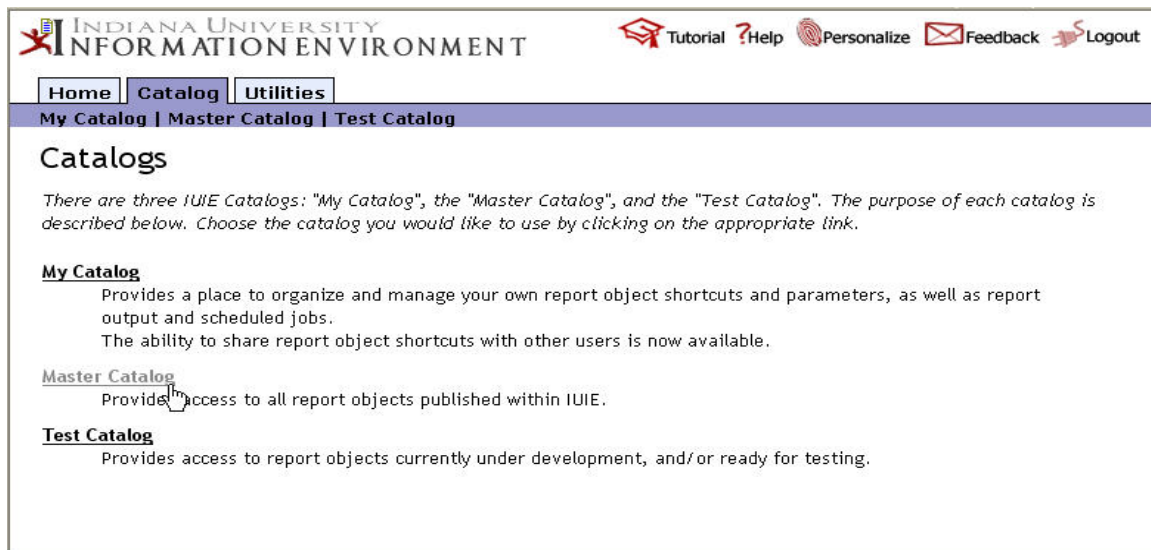 INDIANA UNIVERSITY
INFORMATION ENVIRONMENT
Tutorial ?Help Personalize Feedback Logout
Home Catalog Utilities
My Catalog | Master Catalog | Test Catalog
Catalogs
There are three IUIE Catalogs: "My Catalog", the "Master Catalog", and the "Test Catalog". The purpose of each catalog is
described below. Choose the catalog you would like to use by clicking on the appropriate link.
My Catalog
Provides a place to organize and manage your own report object shortcuts and parameters, as well as report
output and scheduled jobs.
The ability to share report object shortcuts with other users is now available.
Master Catalog
Provides access to all report objects published within IUIE.
Test Catalog
Provides access to report objects currently under development, and/or ready for testing.